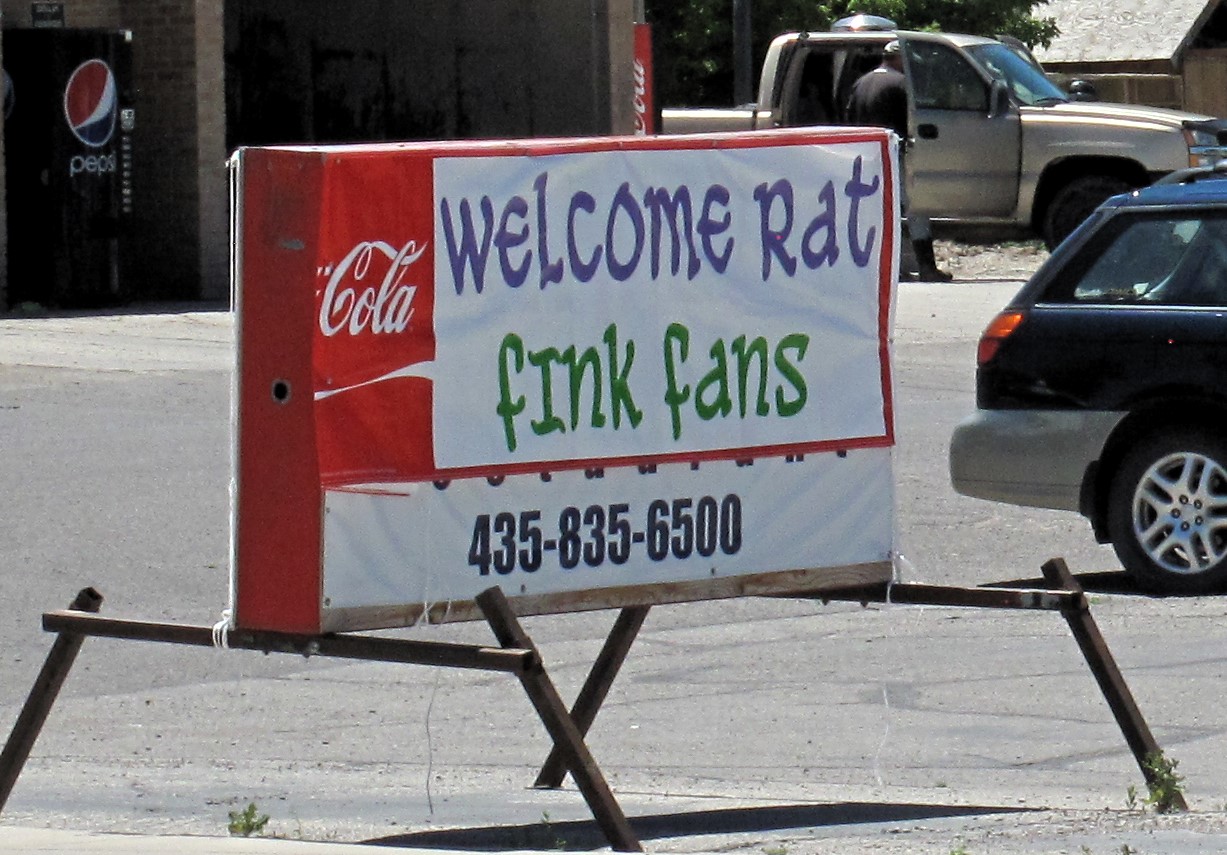 pepsi
Cola
Welcome Rat
fink fans
435-835-6500